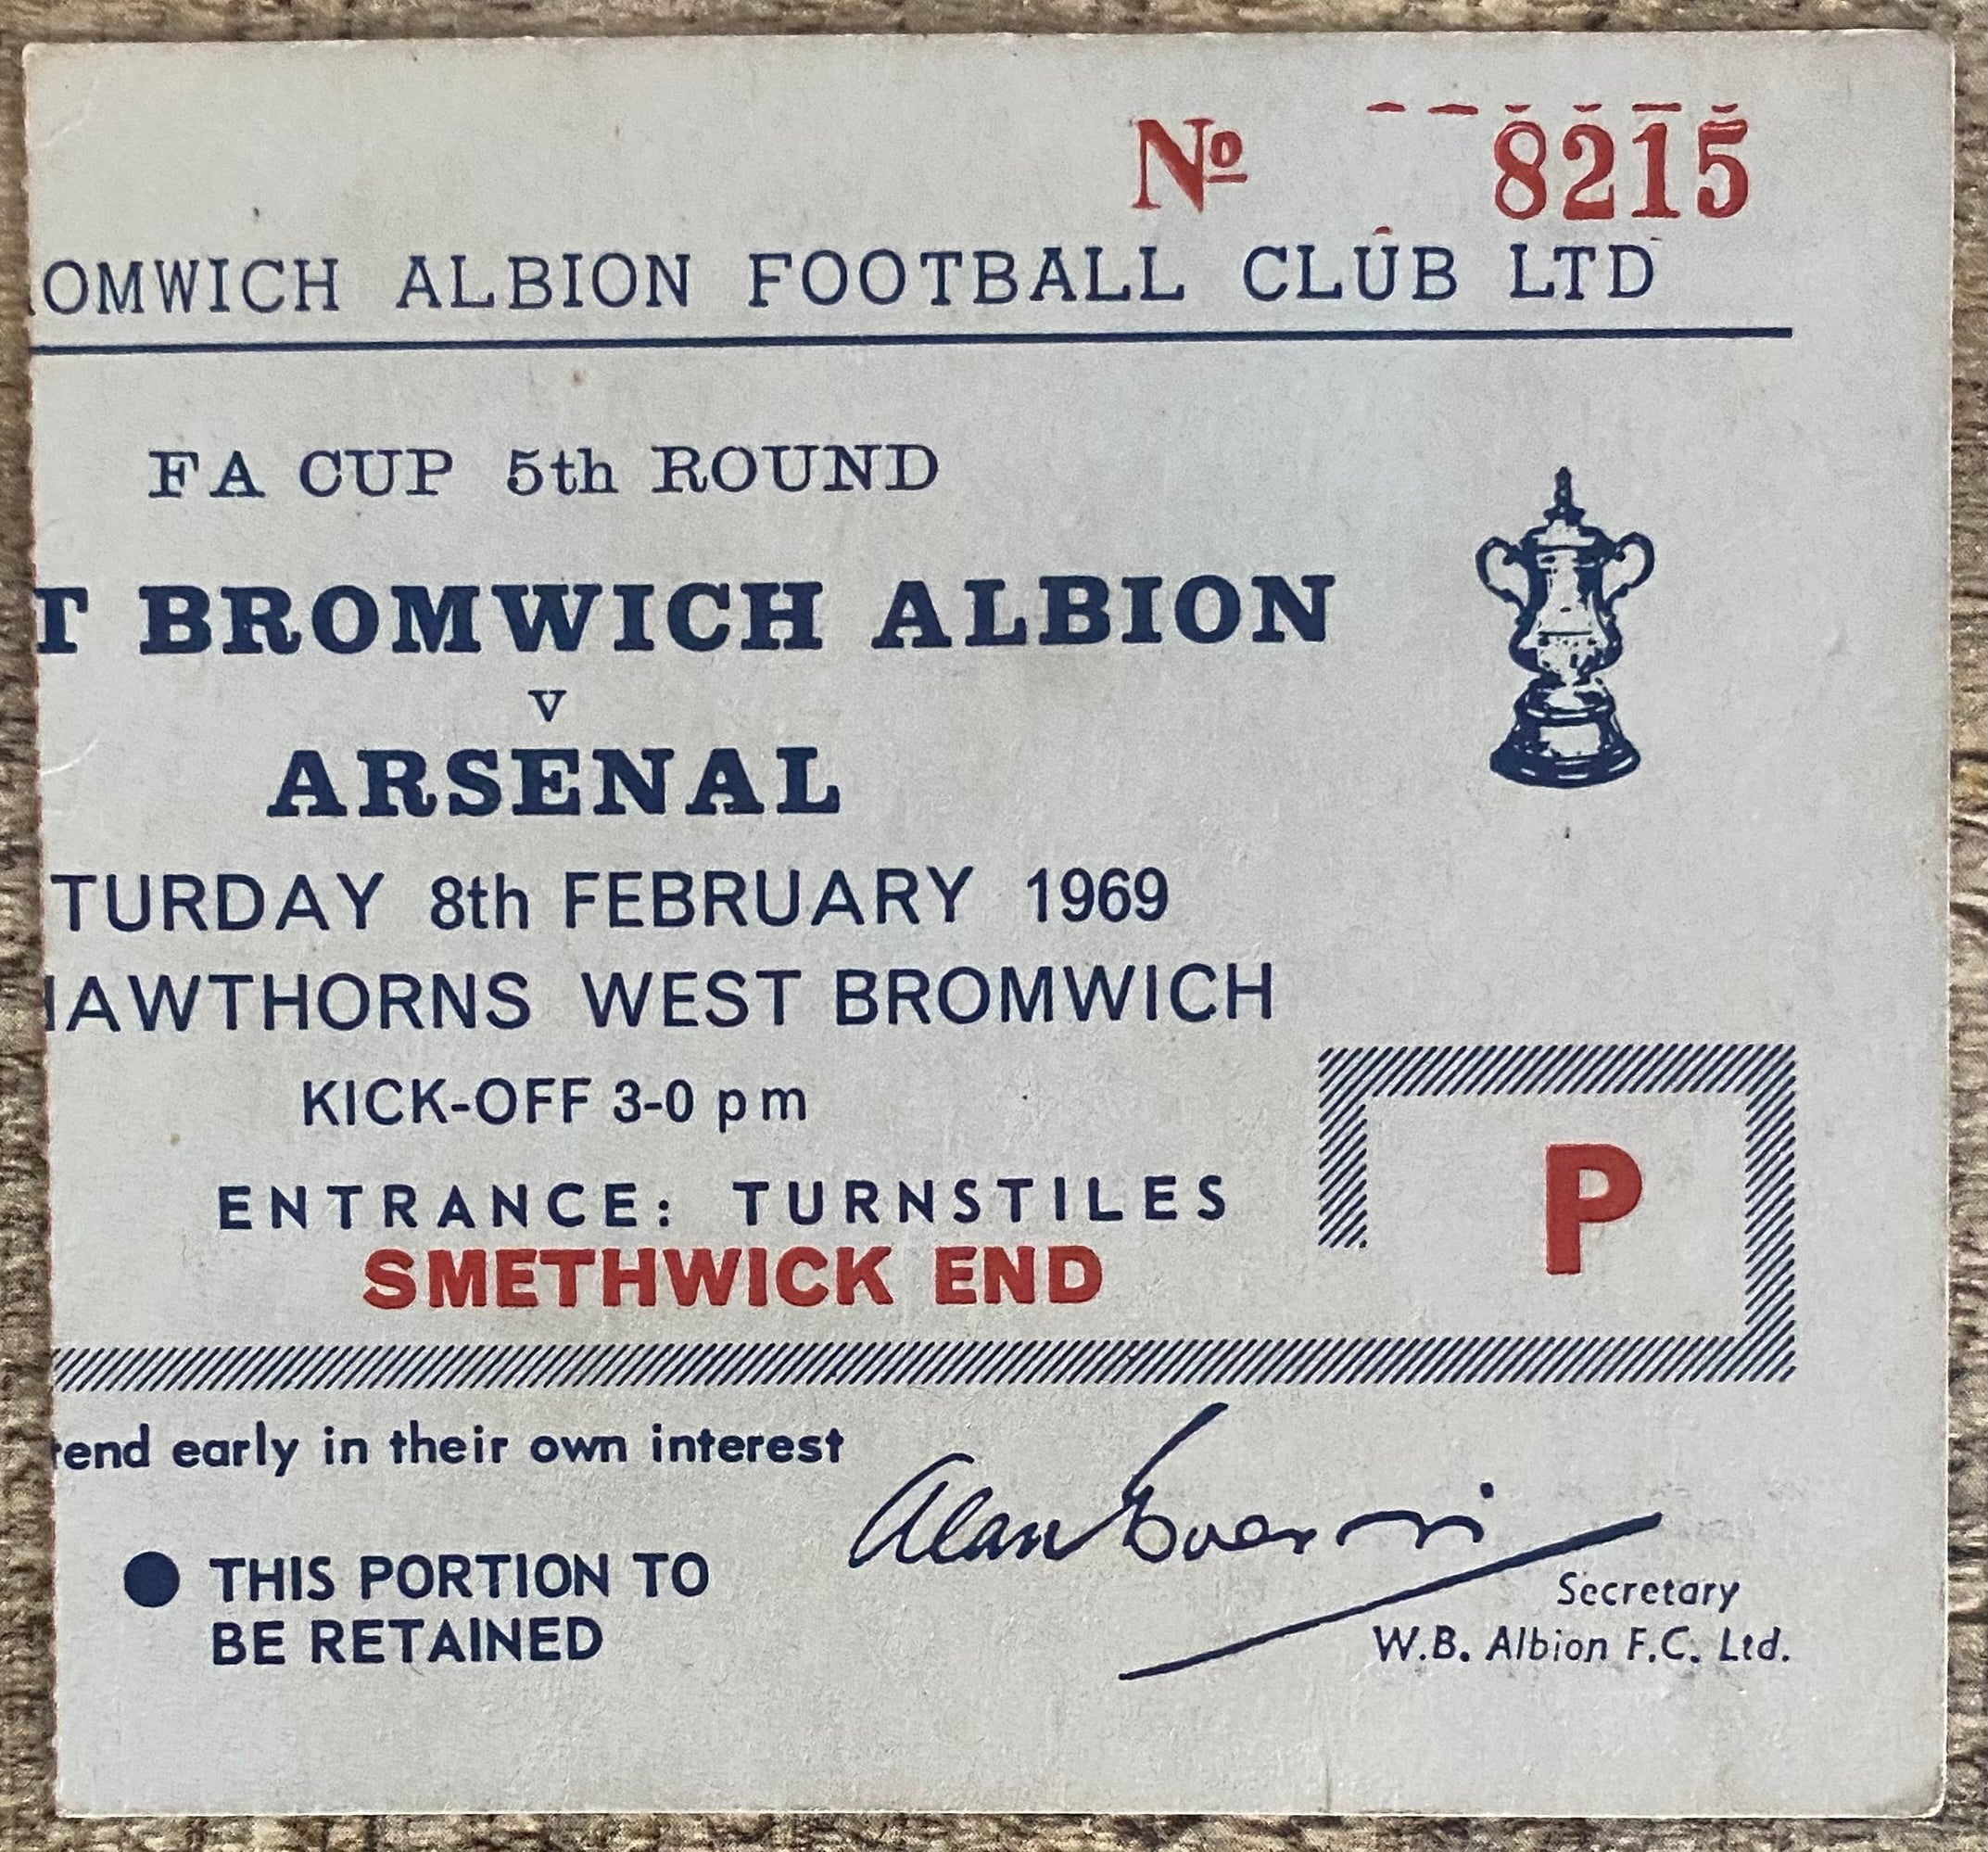 Nº 8215
OMWICH ALBION FOOTBALL CLUB LTD
FA CUP 5th ROUND
T BROMWICH ALBION
v
ARSENAL
TURDAY 8th FEBRUARY 1969
HAWTHORNS WEST BROMWICH
KICK-OFF 3-0 pm
ENTRANCE: TURNSTILES
SMETHWICK END
P
tend early in their own interest
Alan Everiss
THIS PORTION TO
BE RETAINED
Secretary
W.B. Albion F.C. Ltd.